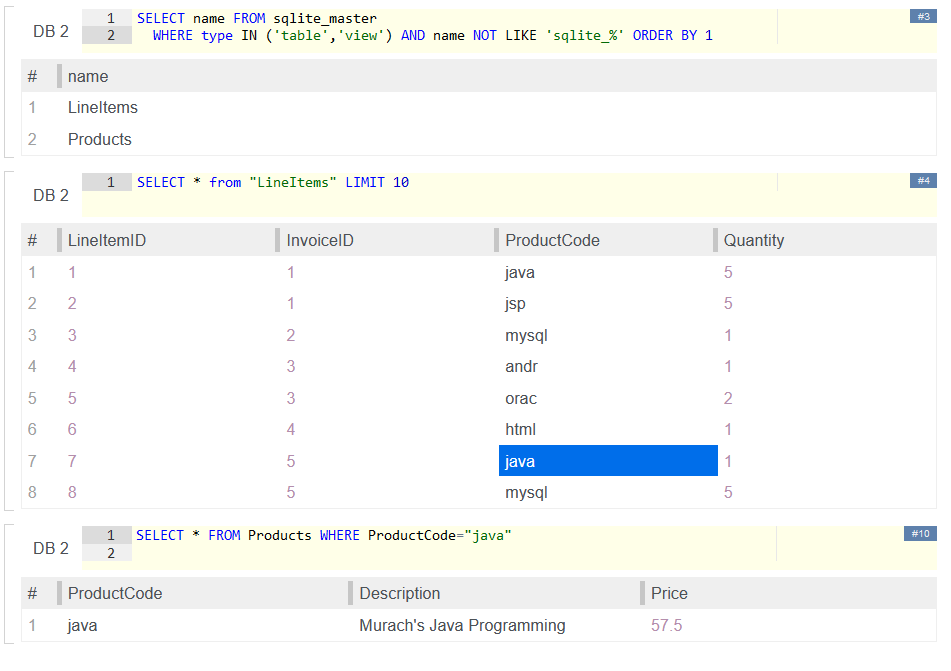 DB 2
1 SELECT name FROM sqlite_master #3
2 WHERE type IN ('table','view') AND name NOT LIKE 'sqlite_%' ORDER BY 1
# name
1 LineItems
2 Products
DB 2
1 SELECT * from "LineItems" LIMIT 10 #4
# LineItemID InvoiceID ProductCode Quantity
1 1 1 java 5
2 2 1 jsp 5
3 3 2 mysql 1
4 4 3 andr 1
5 5 3 orac 2
6 6 4 html 1
7 7 5 java 1
8 8 5 mysql 5
DB 2
1 SELECT * FROM Products WHERE ProductCode="java" #10
2
# ProductCode Description Price
1 java Murach's Java Programming 57.5